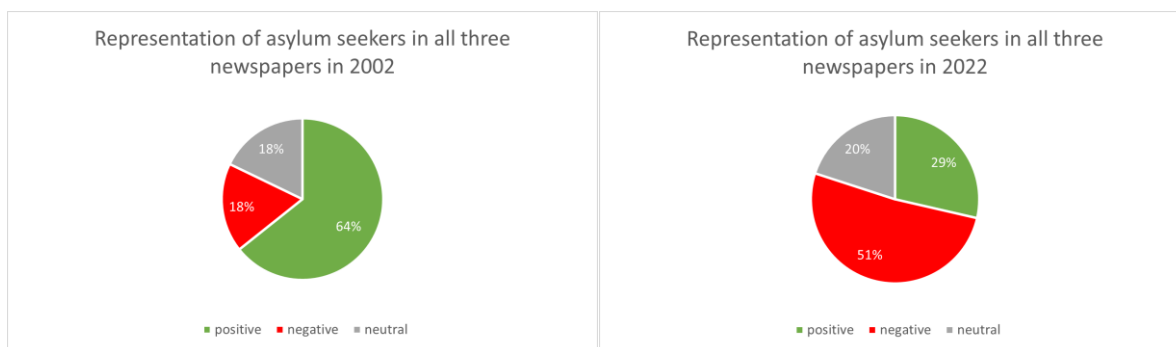 Representation of asylum seekers in all three
newspapers in 2002
18%
18%
64%
positive negative neutral
Representation of asylum seekers in all three
newspapers in 2022
20%
29%
51%
positive negative neutral